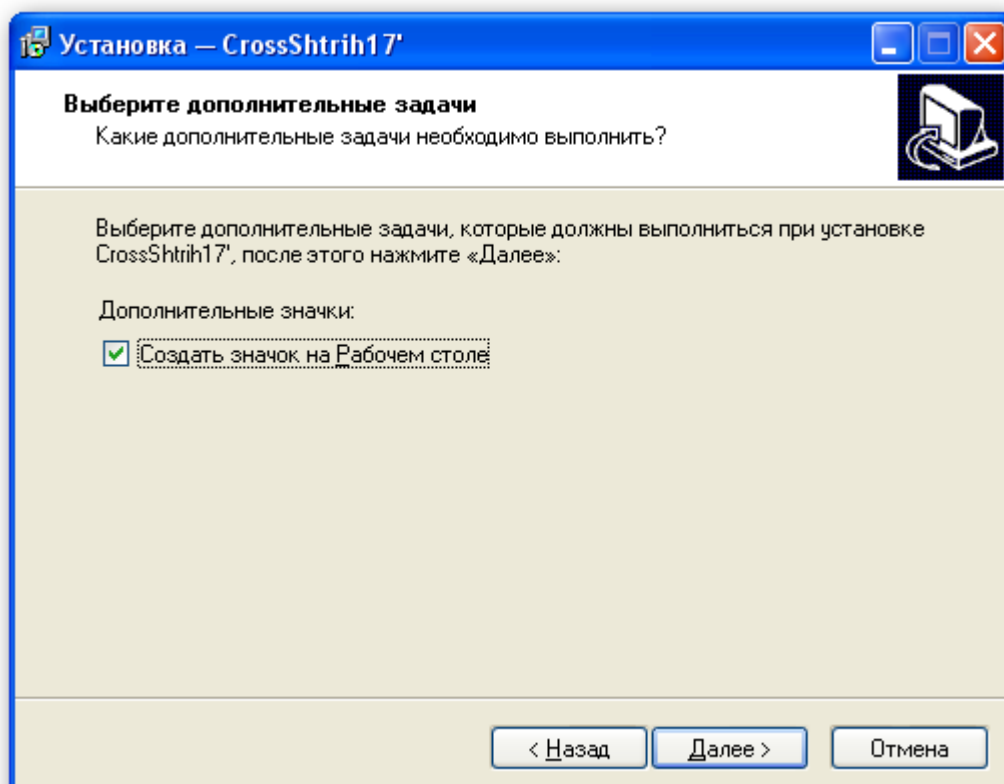 Установка — CrossShtrih17'
Выберите дополнительные задачи
Какие дополнительные задачи необходимо выполнить?
Выберите дополнительные задачи, которые должны выполниться при установке
CrossShtrih17', после этого нажмите «Далее»:
Дополнительные значки:
Создать значок на Рабочем столе
< Назад Далее > Отмена